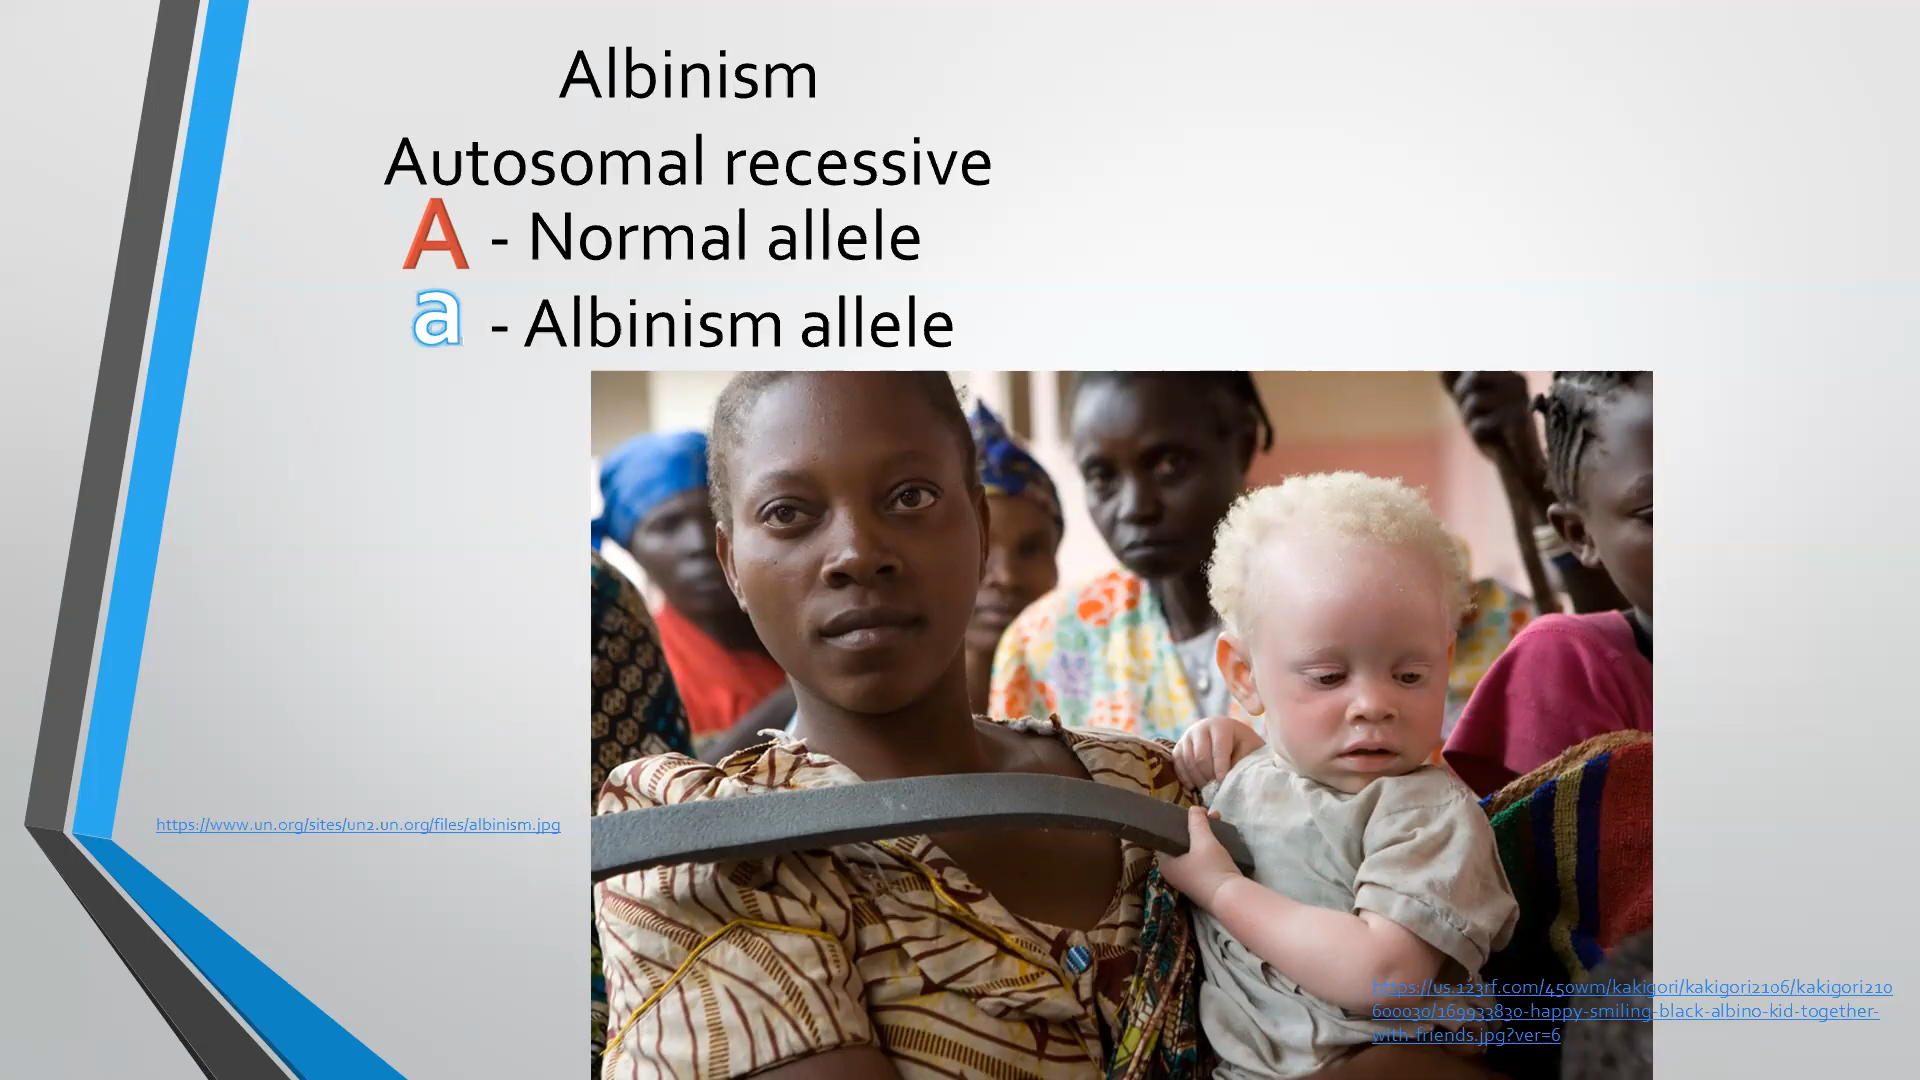 Albinism
Autosomal recessive
A - Normal allele
a - Albinism allele
https://www.un.org/sites/un2.un.org/files/albinism.jpg
https://us.123rf.com/450wm/kakigori/kakigori2106/kakigori210
600030/169933830-happy-smiling-black-albino-kid-together-
with-friends.jpg?ver=6